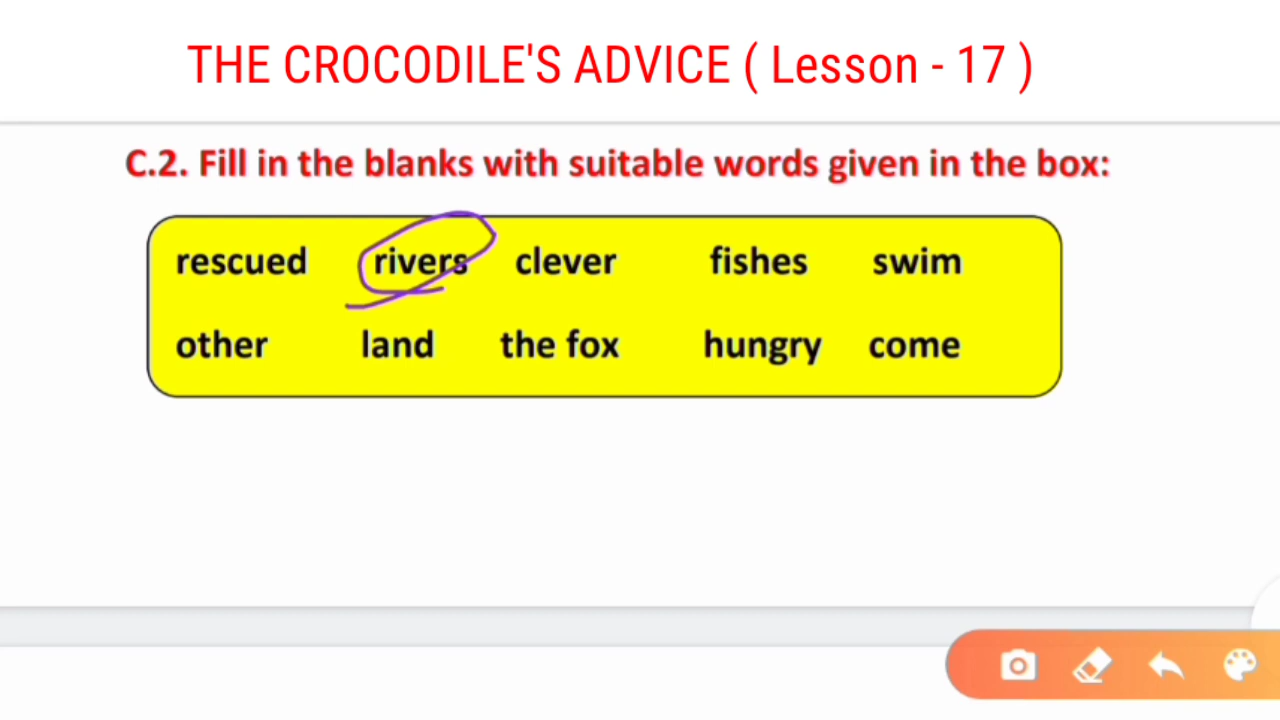 THE CROCODILE'S ADVICE ( Lesson - 17 )
C.2. Fill in the blanks with suitable words given in the box:
rescued rivers clever fishes swim
other land the fox hungry come